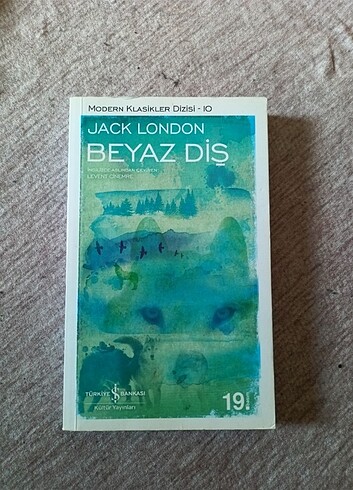 MODERN KLASİKLER DİZİSİ - 10
JACK LONDON
BEYAZ DİŞ
İNGİLİZCE ASLINDAN ÇEVİREN:
LEVENT CİNEMRE
TÜRKİYE İŞ BANKASI
Kültür Yayınları
19.